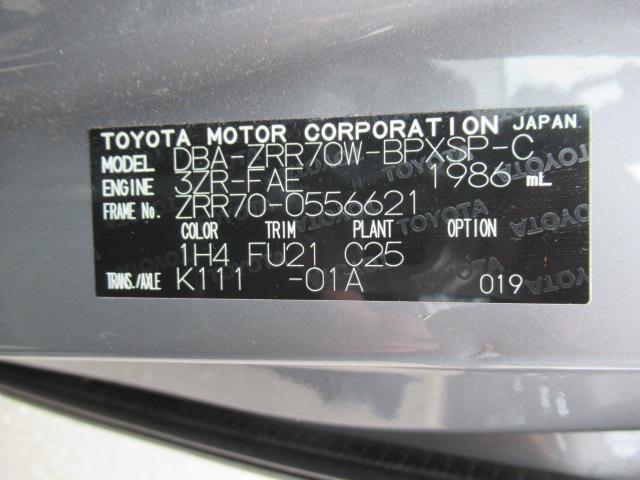 TOYOTA MOTOR CORPORATION JAPAN
MODEL DBA-ZRR70W-BPXSP-C
ENGINE 3ZR-FAE 1986 mL
FRAME No. ZRR70-0556621
COLOR TRIM PLANT OPTION
1H4 FU21 C25
TRANS./AXLE K111 -01A 019